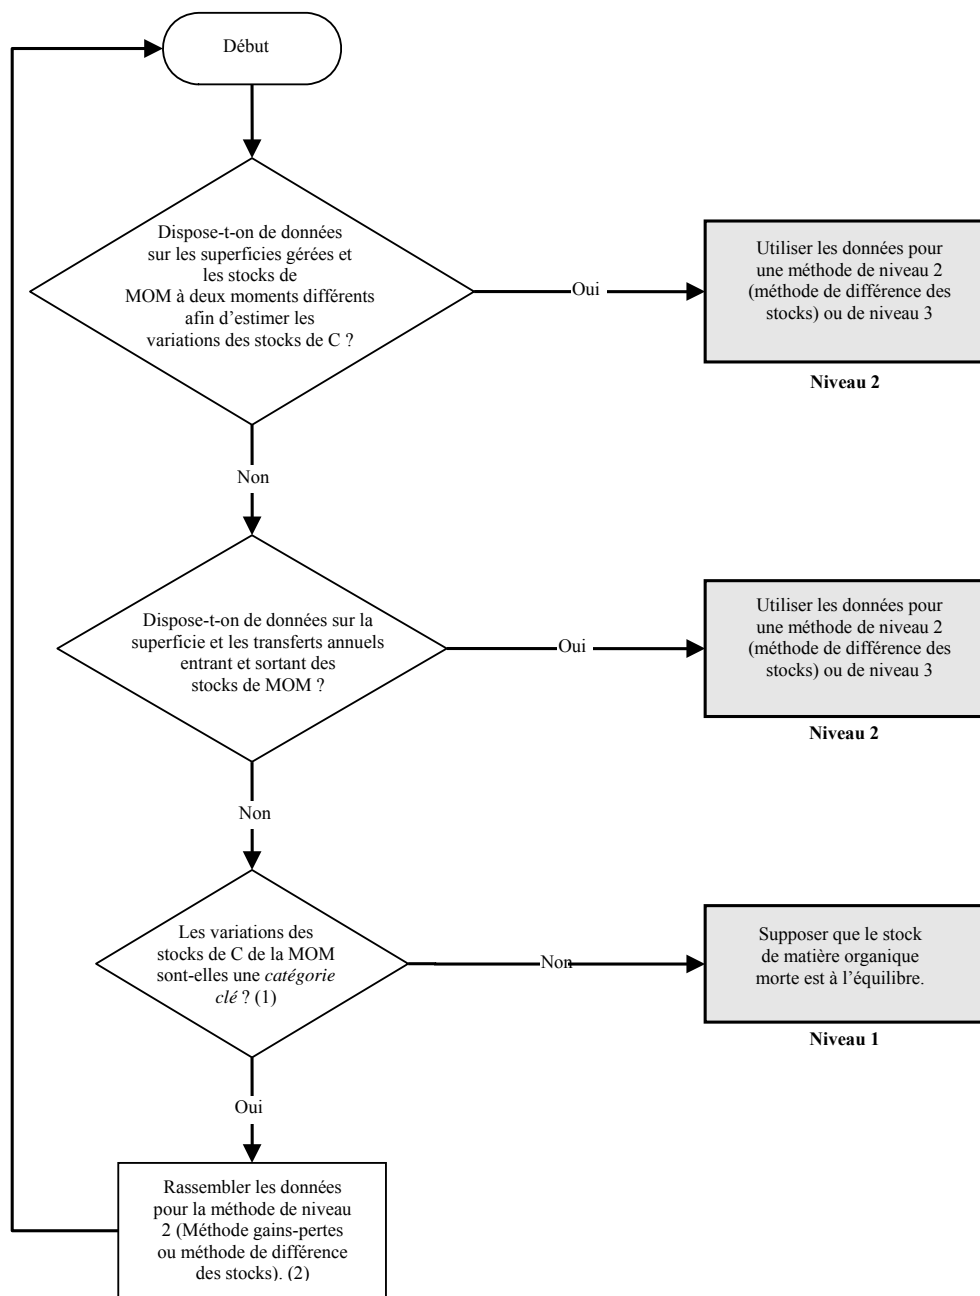 Début
Dispose-t-on de données
sur les superficies gérées et
les stocks de
MOM à deux moments différents
afin d'estimer les
variations des stocks de C ?
Oui
Utiliser les données pour
une méthode de niveau 2
(méthode de différence des
stocks) ou de niveau 3
Niveau 2
Non
Dispose-t-on de données sur la
superficie et les transferts annuels
entrant et sortant des
stocks de MOM ?
Oui
Utiliser les données pour
une méthode de niveau 2
(méthode de différence des
stocks) ou de niveau 3
Niveau 2
Non
Les variations des
stocks de C de la MOM
sont-elles une catégorie
clé ? (1)
Non
Supposer que le stock
de matière organique
morte est à l'équilibre.
Niveau 1
Oui
Rassembler les données
pour la méthode de niveau
2 (Méthode gains-pertes
ou méthode de différence
des stocks). (2)